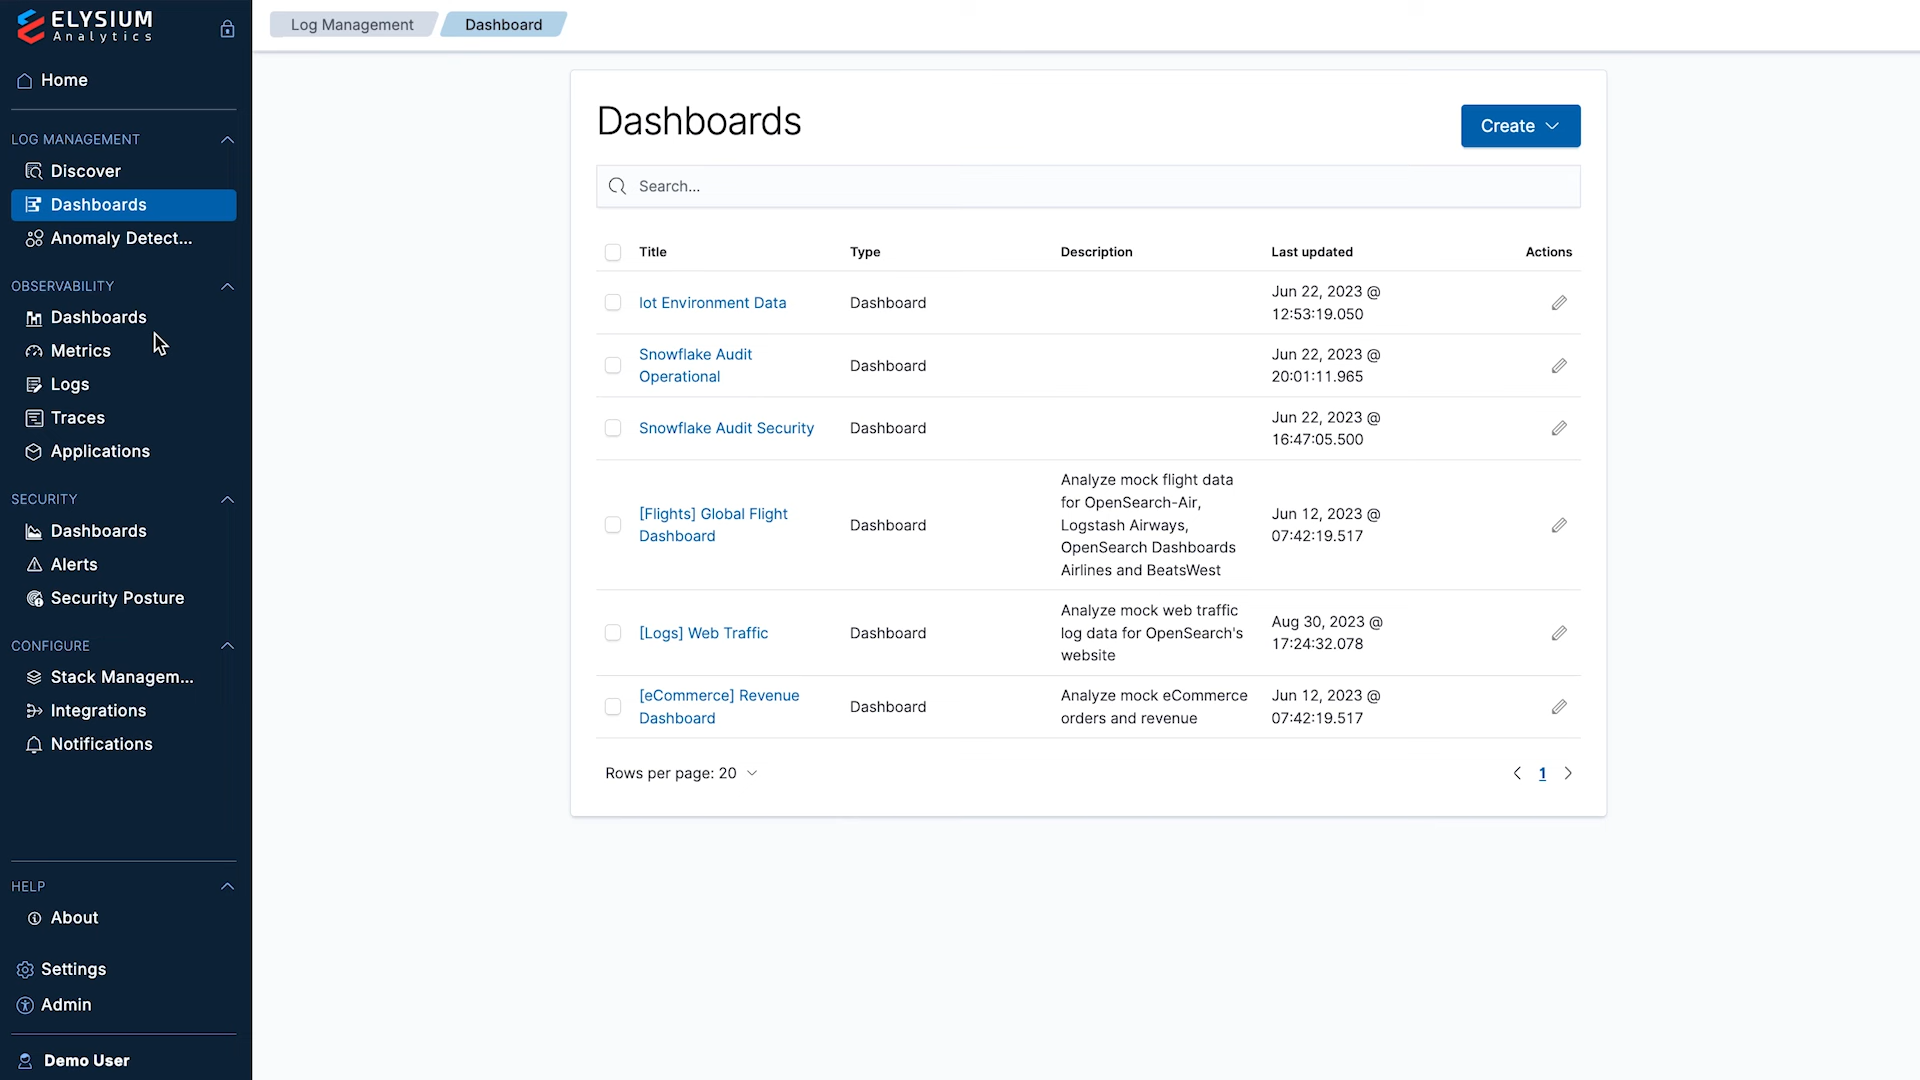 ELYSIUM
Analytics
Home
LOG MANAGEMENT
Discover
Dashboards
Anomaly Detect...
OBSERVABILITY
Dashboards
Metrics
Logs
Traces
Applications
SECURITY
Dashboards
Alerts
Security Posture
CONFIGURE
Stack Managem...
Integrations
Notifications
HELP
About
Settings
Admin
Demo User
Log Management
Dashboard
Dashboards
Create
Search...
Title Type Description Last updated Actions
Iot Environment Data Dashboard Jun 22, 2023 @
12:53:19.050
Snowflake Audit
Operational
Dashboard
Jun 22, 2023 @
20:01:11.965
Snowflake Audit Security Dashboard Jun 22, 2023 @
16:47:05.500
[Flights] Global Flight
Dashboard
Dashboard
Analyze mock flight data
for OpenSearch-Air,
Logstash Airways,
OpenSearch Dashboards
Airlines and BeatsWest
Jun 12, 2023 @
07:42:19.517
[Logs] Web Traffic
Dashboard
Analyze mock web traffic
log data for OpenSearch's
website
Aug 30, 2023 @
17:24:32.078
[eCommerce] Revenue
Dashboard
Dashboard
Analyze mock eCommerce
orders and revenue
Jun 12, 2023 @
07:42:19.517
Rows per page: 20
1